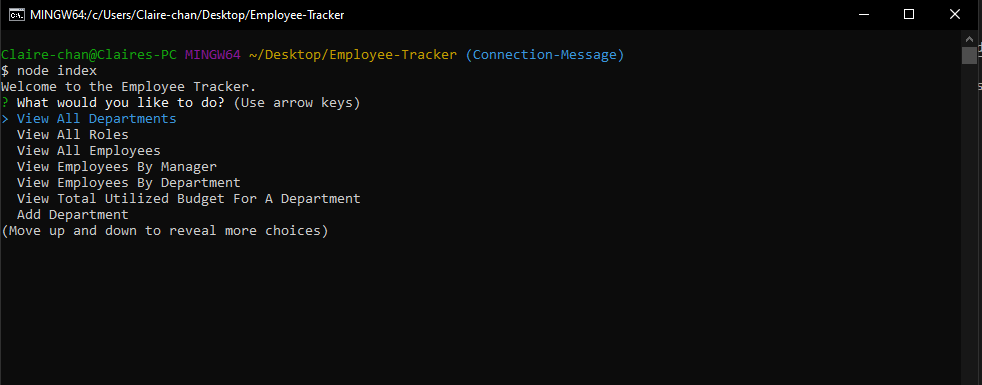 MINGW64:/c/Users/Claire-chan/Desktop/Employee-Tracker
Claire-chan@Claires-PC MINGW64 ~/Desktop/Employee-Tracker (Connection-Message)
$ node index
Welcome to the Employee Tracker.
? What would you like to do? (Use arrow keys)
> View All Departments
View All Roles
View All Employees
View Employees By Manager
View Employees By Department
View Total Utilized Budget For A Department
Add Department
(Move up and down to reveal more choices)